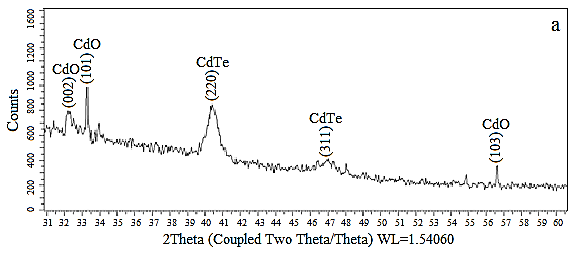 a
CdO
(002)
CdO
(101)
CdTe
(220)
CdTe
(311)
CdO
(103)
Counts
1600
1400
1200
1000
800
600
400
200
0
31 32 33 34 35 36 37 38 39 40 41 42 43 44 45 46 47 48 49 50 51 52 53 54 55 56 57 58 59 60
2Theta (Coupled Two Theta/Theta) WL=1.54060